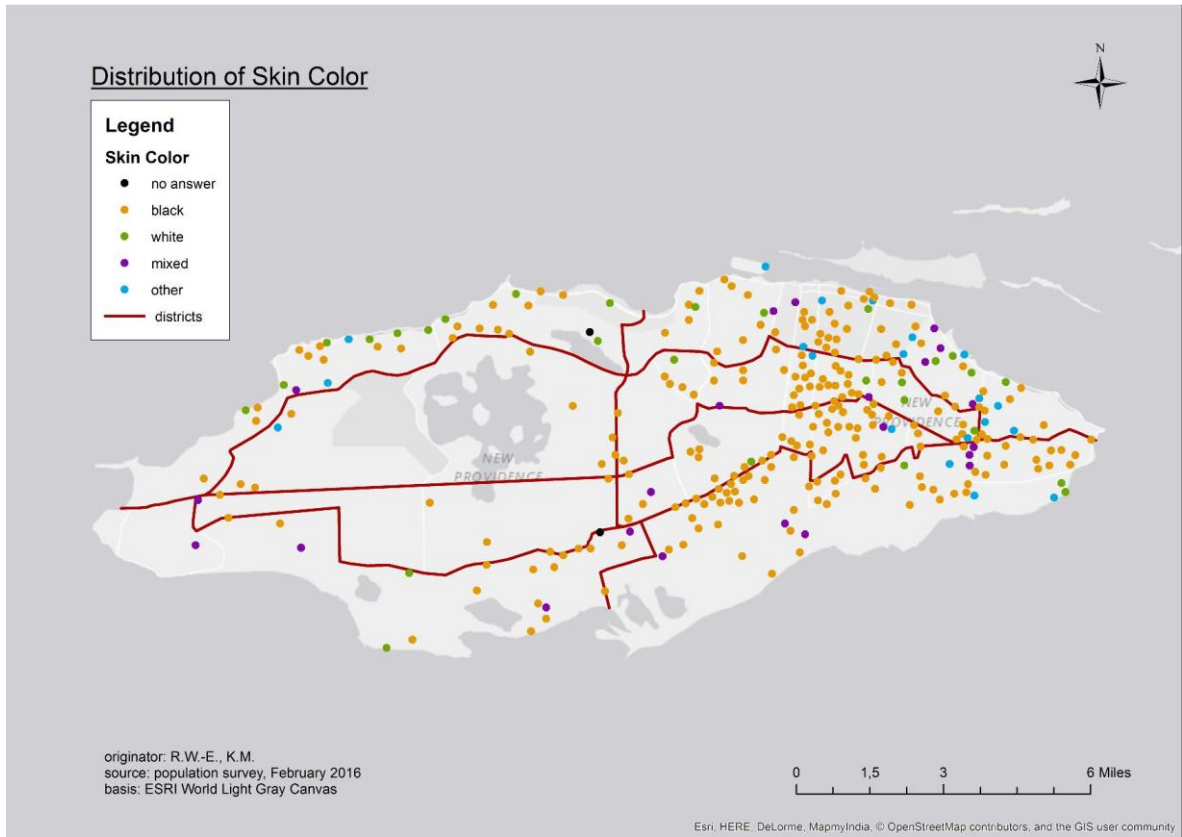 Distribution of Skin Color
N
Legend
Skin Color
no answer
black
white
mixed
other
districts
NEW
PROVIDENCE
NEW
PROVIDENCE
originator: R.W.-E., K.M.
source: population survey, February 2016
basis: ESRI World Light Gray Canvas
0 1,5 3 6 Miles
Esri, HERE, DeLorme, MapmyIndia, © OpenStreetMap contributors, and the GIS user community